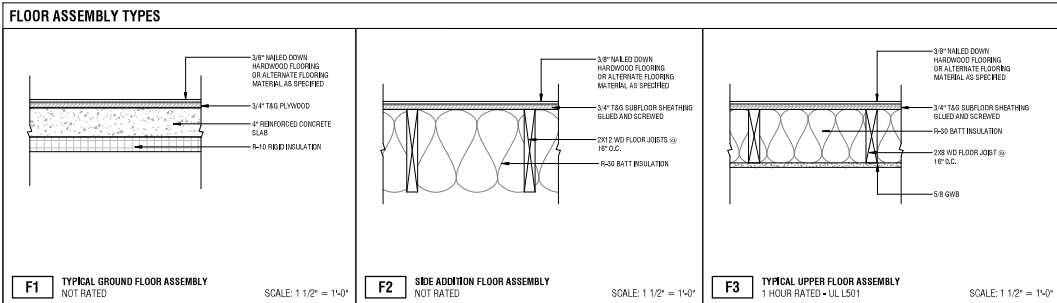 FLOOR ASSEMBLY TYPES
3/8" NAILED DOWN
HARDWOOD FLOORING
OR ALTERNATE FLOORING
MATERIAL AS SPECIFIED
3/4" T&G PLYWOOD
4" REINFORCED CONCRETE
SLAB
R-10 RIGID INSULATION
F1
TYPICAL GROUND FLOOR ASSEMBLY
NOT RATED
SCALE: 1 1/2" = 1'-0"
3/8" NAILED DOWN
HARDWOOD FLOORING
OR ALTERNATE FLOORING
MATERIAL AS SPECIFIED
3/4" T&G SUBFLOOR SHEATHING
GLUED AND SCREWED
2X12 WD FLOOR JOISTS @
16" O.C.
R-30 BATT INSULATION
F2
SIDE ADDITION FLOOR ASSEMBLY
NOT RATED
SCALE: 1 1/2" = 1'-0"
3/8" NAILED DOWN
HARDWOOD FLOORING
OR ALTERNATE FLOORING
MATERIAL AS SPECIFIED
3/4" T&G SUBFLOOR SHEATHING
GLUED AND SCREWED
R-30 BATT INSULATION
2X8 WD FLOOR JOIST @
16" O.C.
5/8 GWB
F3
TYPICAL UPPER FLOOR ASSEMBLY
1 HOUR RATED - UL L501
SCALE: 1 1/2" = 1'-0"